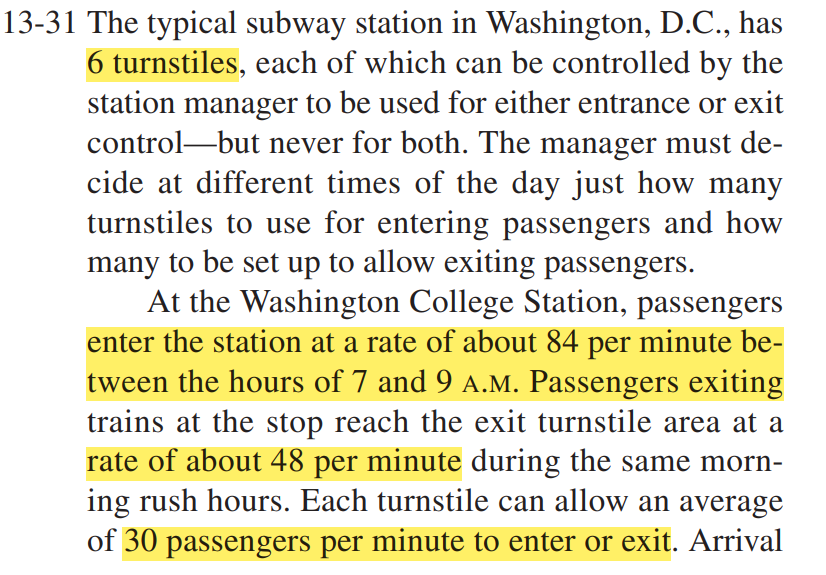 13-31 The typical subway station in Washington, D.C., has
6 turnstiles, each of which can be controlled by the
station manager to be used for either entrance or exit
control—but never for both. The manager must de-
cide at different times of the day just how many
turnstiles to use for entering passengers and how
many to be set up to allow exiting passengers.
At the Washington College Station, passengers
enter the station at a rate of about 84 per minute be-
tween the hours of 7 and 9 A.M. Passengers exiting
trains at the stop reach the exit turnstile area at a
rate of about 48 per minute during the same morn-
ing rush hours. Each turnstile can allow an average
of 30 passengers per minute to enter or exit. Arrival